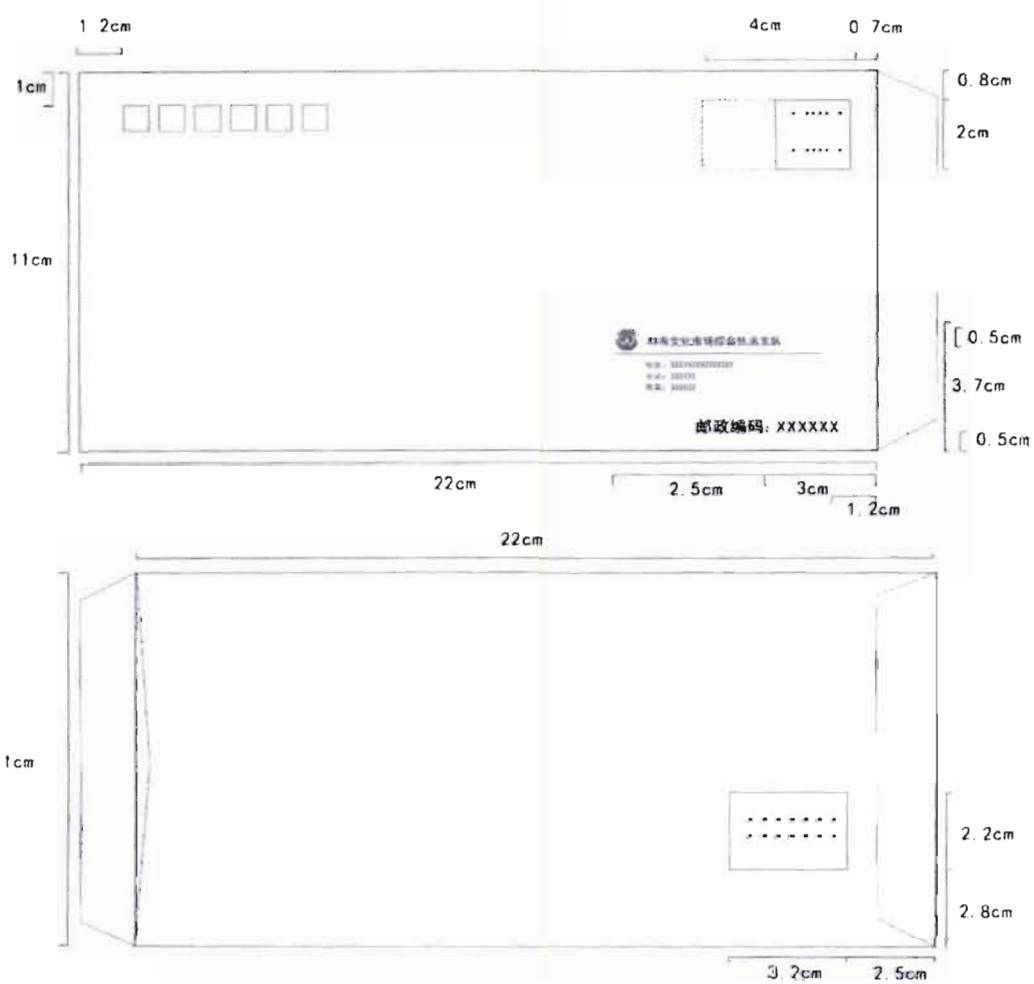 1 2cm
4cm
0 7cm
1cm
0. 8cm
2cm
11cm
0. 5cm
3. 7cm
邮政编码: XXXXXX
0. 5cm
22cm
2. 5cm
3cm
1. 2cm
22cm
1cm
2. 2cm
2. 8cm
3. 2cm
2. 5cm